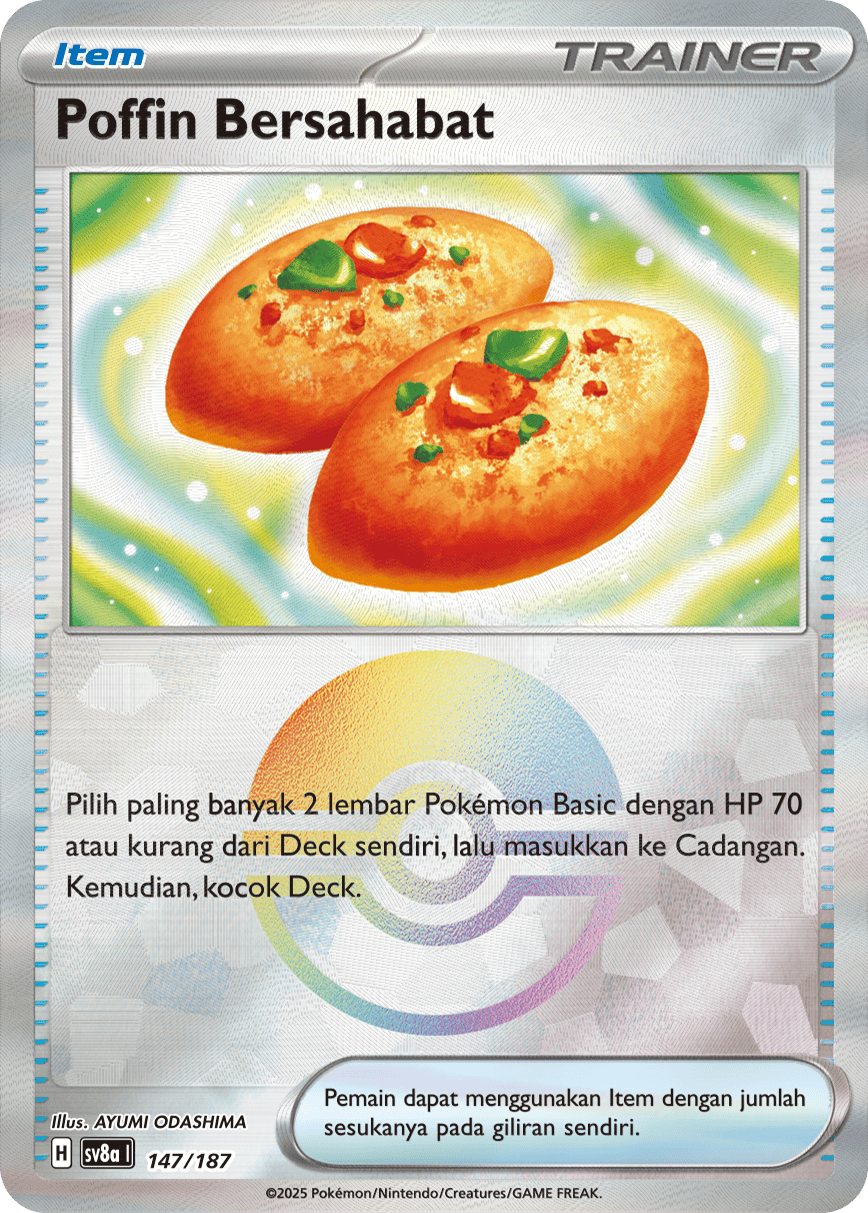 Item
TRAINER
Poffin Bersahabat
Pilih paling banyak 2 lembar Pokémon Basic dengan HP 70
atau kurang dari Deck sendiri, lalu masukkan ke Cadangan.
Kemudian, kocok Deck.
Pemain dapat menggunakan Item dengan jumlah
sesukanya pada giliran sendiri.
Illus. AYUMI ODASHIMA
H sv8a I 147/187
©2025 Pokémon/Nintendo/Creatures/GAME FREAK.